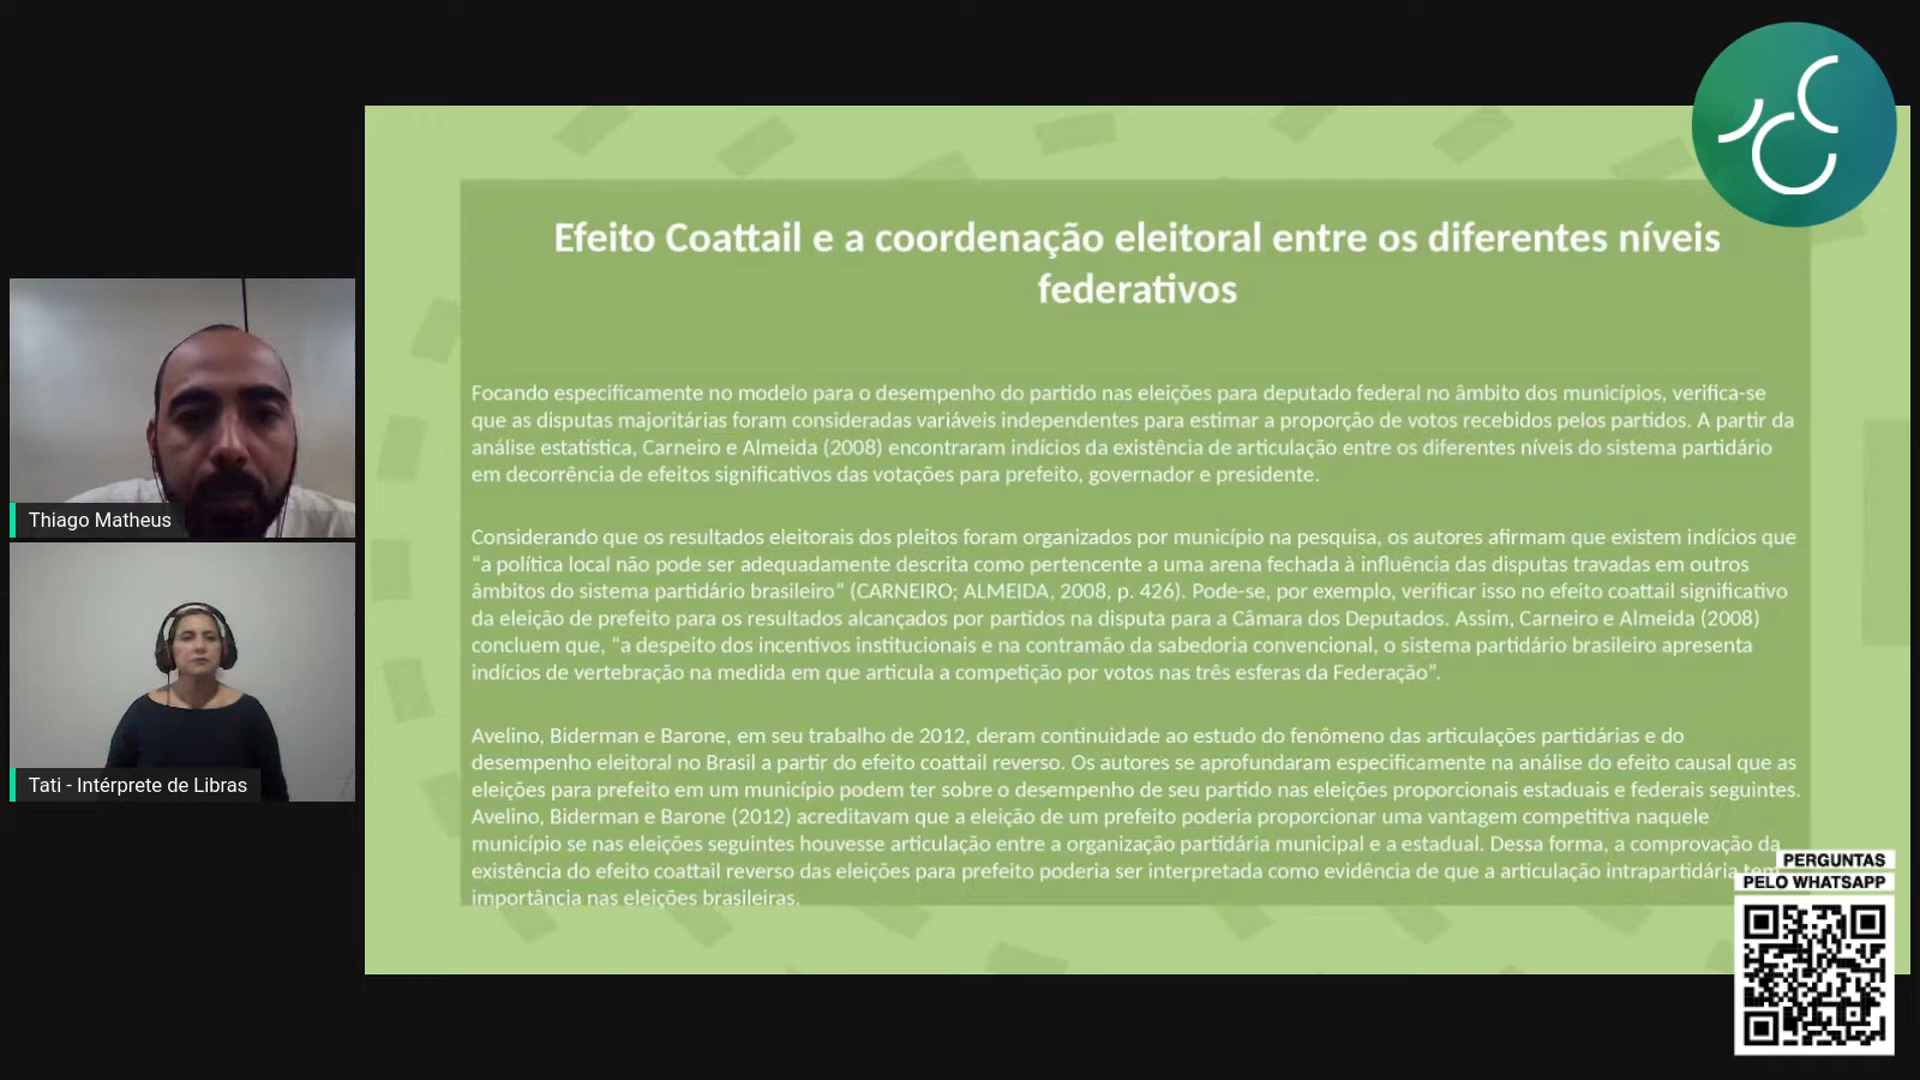 Efeito Coattail e a coordenação eleitoral entre os diferentes níveis
federativos
Focando especificamente no modelo para o desempenho do partido nas eleições para deputado federal no âmbito dos municípios, verifica-se
que as disputas majoritárias foram consideradas variáveis independentes para estimar a proporção de votos recebidos pelos partidos. A partir da
análise estatística, Carneiro e Almeida (2008) encontraram indícios da existência de articulação entre os diferentes níveis do sistema partidário
em decorrência de efeitos significativos das votações para prefeito, governador e presidente.
Considerando que os resultados eleitorais dos pleitos foram organizados por município na pesquisa, os autores afirmam que existem indícios que
“a política local não pode ser adequadamente descrita como pertencente a uma arena fechada à influência das disputas travadas em outros
âmbitos do sistema partidário brasileiro” (CARNEIRO; ALMEIDA, 2008, p. 426). Pode-se, por exemplo, verificar isso no efeito coattail significativo
da eleição de prefeito para os resultados alcançados por partidos na disputa para a Câmara dos Deputados. Assim, Carneiro e Almeida (2008)
concluem que, “a despeito dos incentivos institucionais e na contramão da sabedoria convencional, o sistema partidário brasileiro apresenta
indícios de vertebração na medida em que articula a competição por votos nas três esferas da Federação”.
Avelino, Biderman e Barone, em seu trabalho de 2012, deram continuidade ao estudo do fenômeno das articulações partidárias e do
desempenho eleitoral no Brasil a partir do efeito coattail reverso. Os autores se aprofundaram especificamente na análise do efeito causal que as
eleições para prefeito em um município podem ter sobre o desempenho de seu partido nas eleições proporcionais estaduais e federais seguintes.
Avelino, Biderman e Barone (2012) acreditavam que a eleição de um prefeito poderia proporcionar uma vantagem competitiva naquele
município se nas eleições seguintes houvesse articulação entre a organização partidária municipal e a estadual. Dessa forma, a comprovação da
existência do efeito coattail reverso das eleições para prefeito poderia ser interpretada como evidência de que a articulação intrapartidária tem
importância nas eleições brasileiras.
Thiago Matheus
Tati - Intérprete de Libras
PERGUNTAS
PELO WHATSAPP